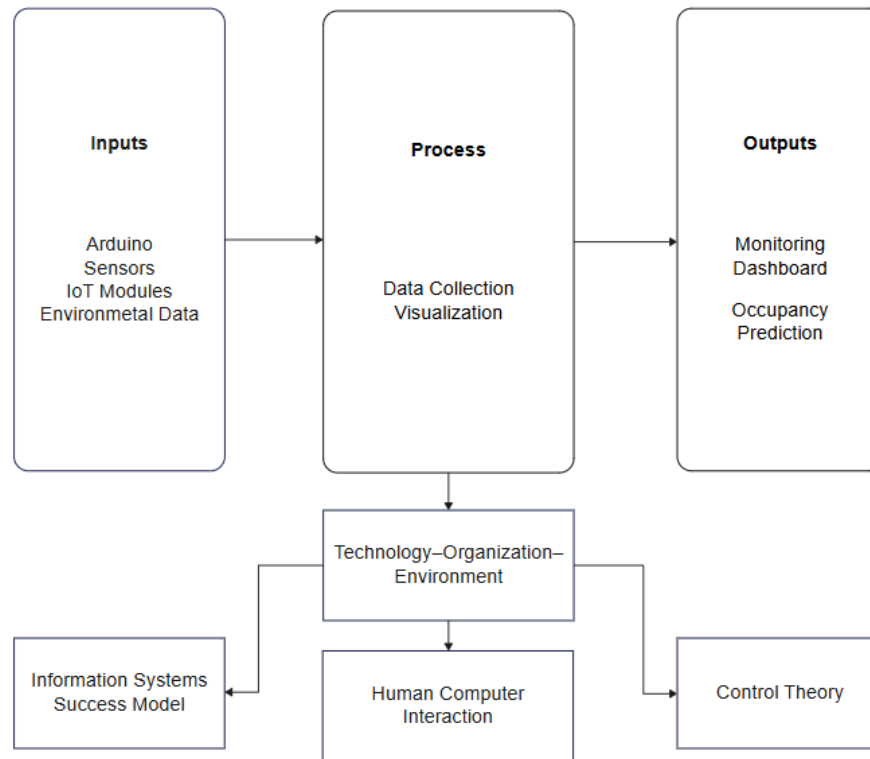 Inputs
Arduino
Sensors
IoT Modules
Environmetal Data
Process
Data Collection
Visualization
Outputs
Monitoring
Dashboard
Occupancy
Prediction
Technology–Organization–
Environment
Information Systems
Success Model
Human Computer
Interaction
Control Theory